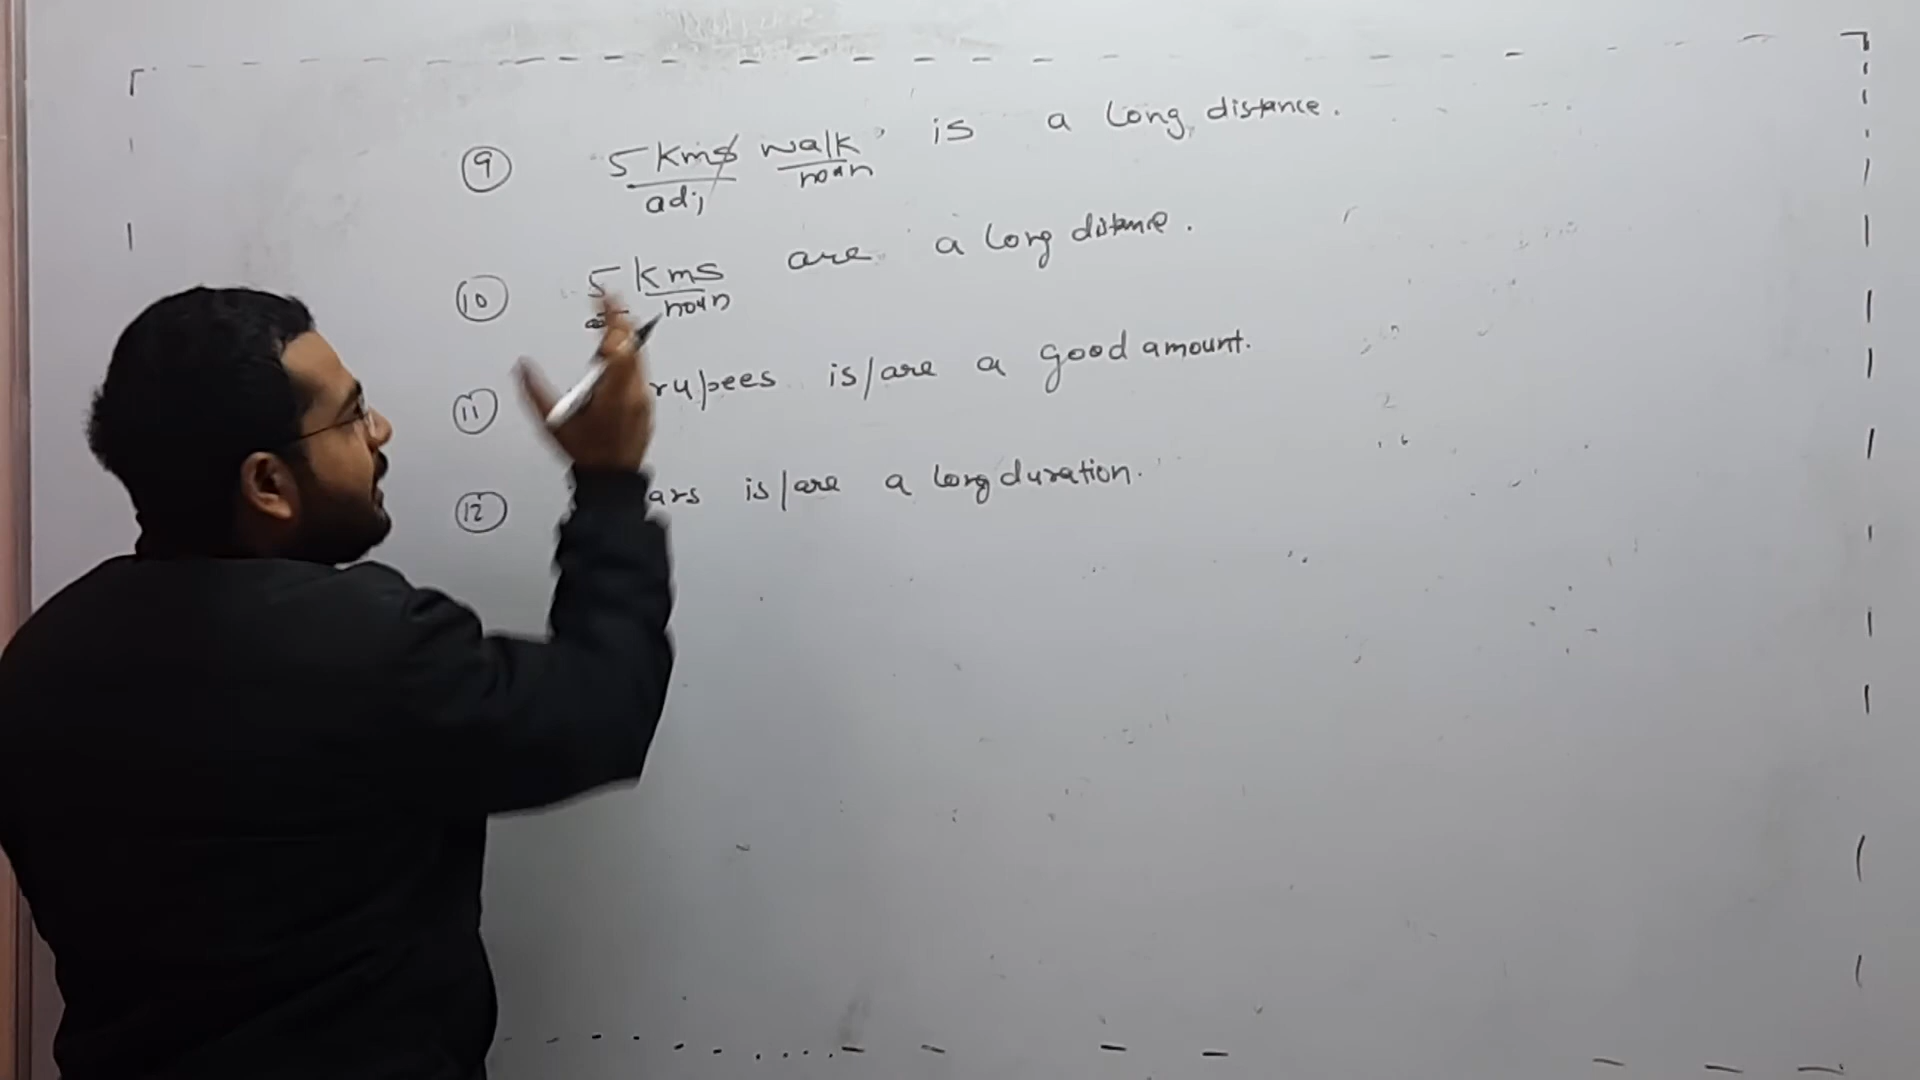 9 5 kms walk is a long distance.
adj noun
10 5 kms are a long distance.
noun
11 rupees is/are a good amount.
12 is/are a long duration.